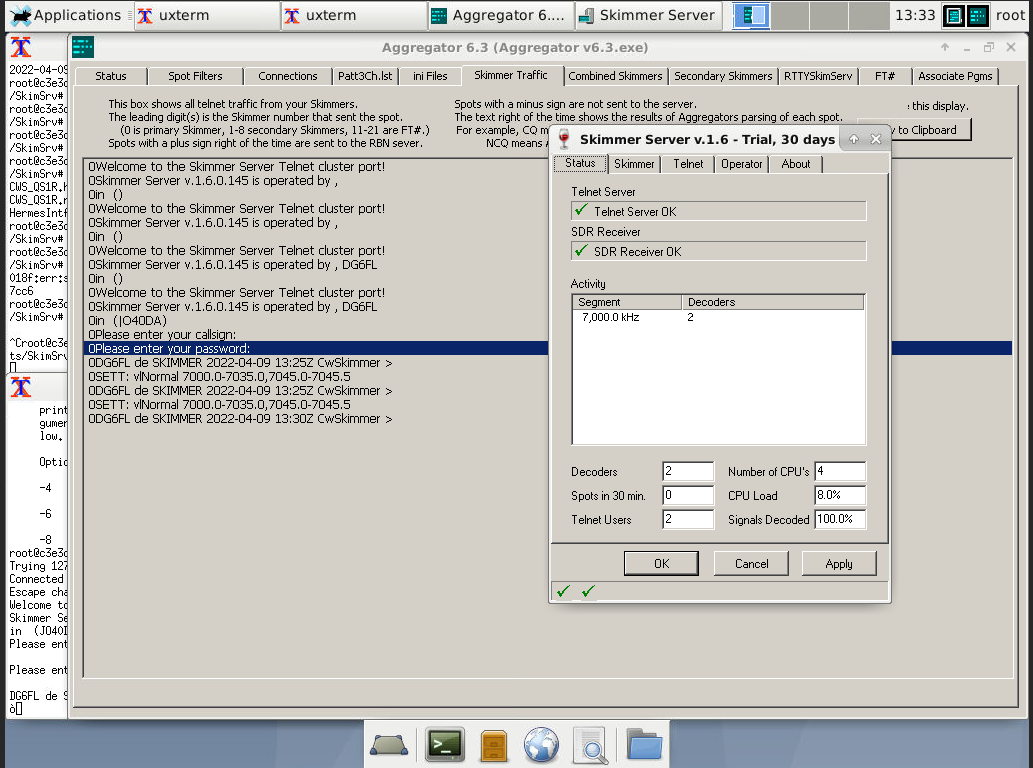 Applications
uxterm
uxterm
Aggregator 6....
Skimmer Server
13:33
root
Aggregator 6.3 (Aggregator v6.3.exe)
Status
Spot Filters
Connections
Patt3Ch.lst
ini Files
Skimmer Traffic
Combined Skimmers
Secondary Skimmers
RTTYSkimServ
FT#
Associate Pgms
This box shows all telnet traffic from your Skimmers.
The leading digit(s) is the Skimmer number that sent the spot.
(0 is primary Skimmer, 1-8 secondary Skimmers, 11-21 are FT#.)
Spots with a plus sign right of the time are sent to the RBN sever.
Spots with a minus sign are not sent to the server.
The text right of the time shows the results of Aggregators parsing of each spot.
For example, CQ
NCQ means
this display.
to Clipboard
0Welcome to the Skimmer Server Telnet cluster port!
0Skimmer Server v.1.6.0.145 is operated by ,
0in ()
0Welcome to the Skimmer Server Telnet cluster port!
0Skimmer Server v.1.6.0.145 is operated by ,
0in ()
0Welcome to the Skimmer Server Telnet cluster port!
0Skimmer Server v.1.6.0.145 is operated by , DG6FL
0in ()
0Welcome to the Skimmer Server Telnet cluster port!
0Skimmer Server v.1.6.0.145 is operated by , DG6FL
0in (JO40DA)
0Please enter your callsign:
0Please enter your password:
0DG6FL de SKIMMER 2022-04-09 13:25Z CwSkimmer >
0SETT: vlNormal 7000.0-7035.0,7045.0-7045.5
0DG6FL de SKIMMER 2022-04-09 13:25Z CwSkimmer >
0SETT: vlNormal 7000.0-7035.0,7045.0-7045.5
0DG6FL de SKIMMER 2022-04-09 13:30Z CwSkimmer >
Skimmer Server v.1.6 - Trial, 30 days
Status
Skimmer
Telnet
Operator
About
Telnet Server
Telnet Server OK
SDR Receiver
SDR Receiver OK
Activity
Segment
Decoders
7,000.0 kHz
2
Decoders
2
Number of CPU's
4
Spots in 30 min.
0
CPU Load
8.0%
Telnet Users
2
Signals Decoded
100.0%
OK
Cancel
Apply
2022-04-09
root@c3e3
/SkimSrv#
root@c3e3
/SkimSrv#
root@c3e3
/SkimSrv#
root@c3e3
/SkimSrv#
CWS_QS1R.
CWS_QS1R.
HermesIntf
root@c3e3
/SkimSrv#
root@c3e3
/SkimSrv#
018f:err:
7cc6
root@c3e3
/SkimSrv#
^Croot@c3e
ts/SkimSrv
print
gumen
low.
Optio
-4
-6
-8
root@c3e3
Trying 127
Connected
Escape cha
Welcome to
Skimmer Se
in (JO40D
Please ent
Please ent
DG6FL de S